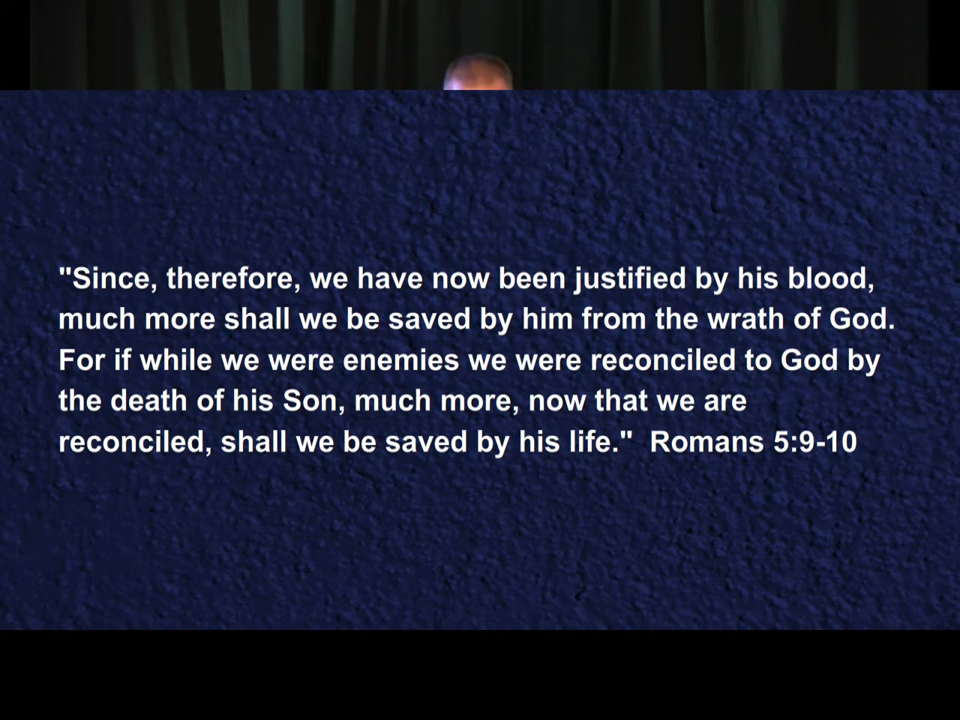 "Since, therefore, we have now been justified by his blood,
much more shall we be saved by him from the wrath of God.
For if while we were enemies we were reconciled to God by
the death of his Son, much more, now that we are
reconciled, shall we be saved by his life."  Romans 5:9-10